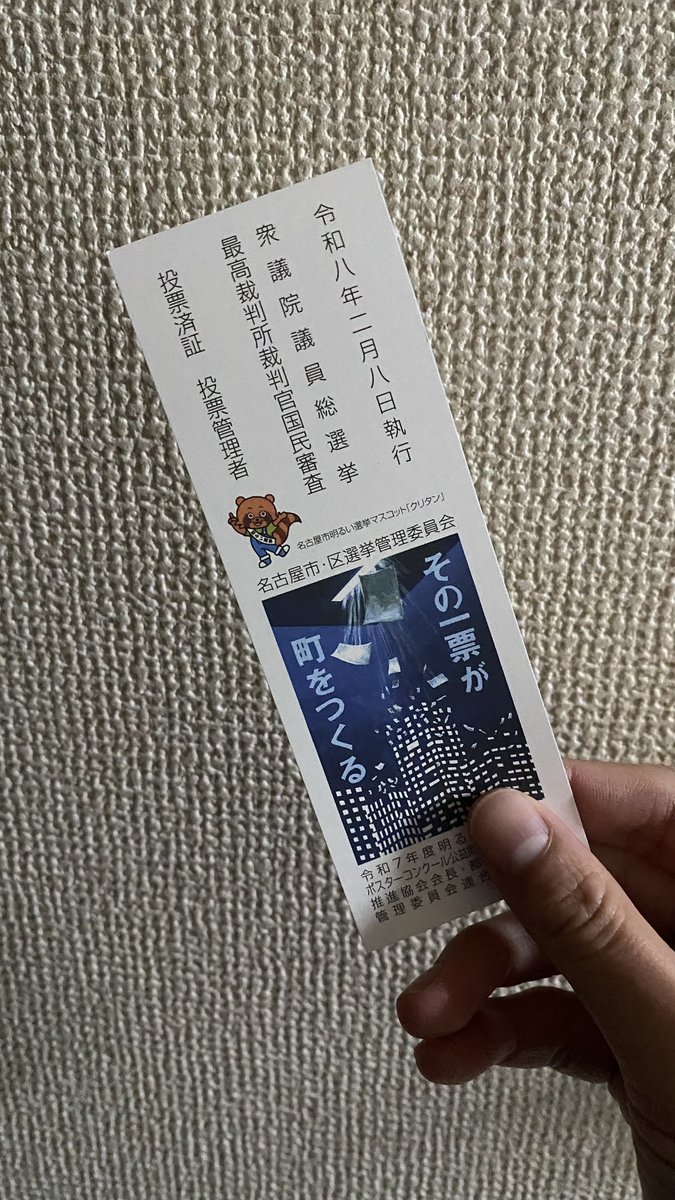 令和八年二月八日執行
衆議院議員総選挙
最高裁判所裁判官国民審査
投票済証 投票管理者
名古屋市明るい選挙マスコット「クリタン」
名古屋市・区選挙管理委員会
その一票が
町をつくる
令和7年度明る
ポスターコンクール公益
推進協会会長・都
管理委員会連合